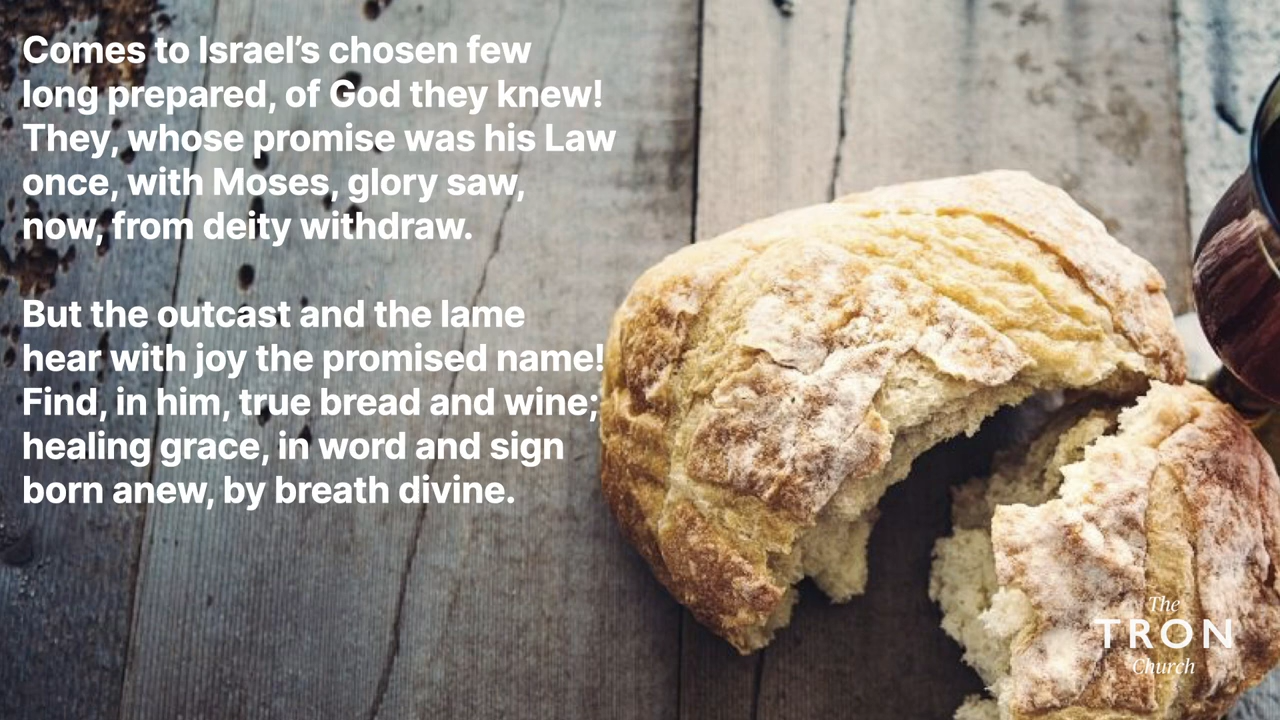 Comes to Israel’s chosen few
long prepared, of God they knew!
They, whose promise was his Law
once, with Moses, glory saw,
now, from deity withdraw.
But the outcast and the lame
hear with joy the promised name!
Find, in him, true bread and wine;
healing grace, in word and sign
born anew, by breath divine.
The
TRON
Church